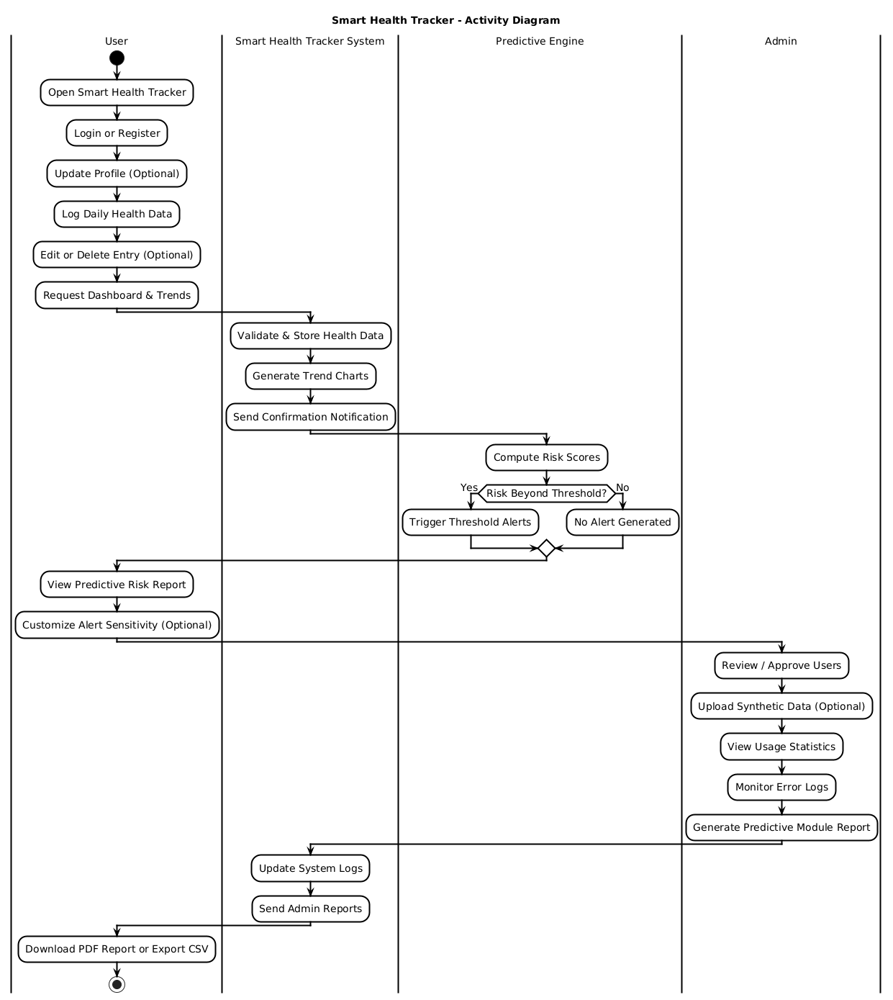 Smart Health Tracker - Activity Diagram
User
Smart Health Tracker System
Predictive Engine
Admin
Open Smart Health Tracker
Login or Register
Update Profile (Optional)
Log Daily Health Data
Edit or Delete Entry (Optional)
Request Dashboard & Trends
Validate & Store Health Data
Generate Trend Charts
Send Confirmation Notification
Compute Risk Scores
Yes
Risk Beyond Threshold?
No
Trigger Threshold Alerts
No Alert Generated
View Predictive Risk Report
Customize Alert Sensitivity (Optional)
Review / Approve Users
Upload Synthetic Data (Optional)
View Usage Statistics
Monitor Error Logs
Generate Predictive Module Report
Update System Logs
Send Admin Reports
Download PDF Report or Export CSV